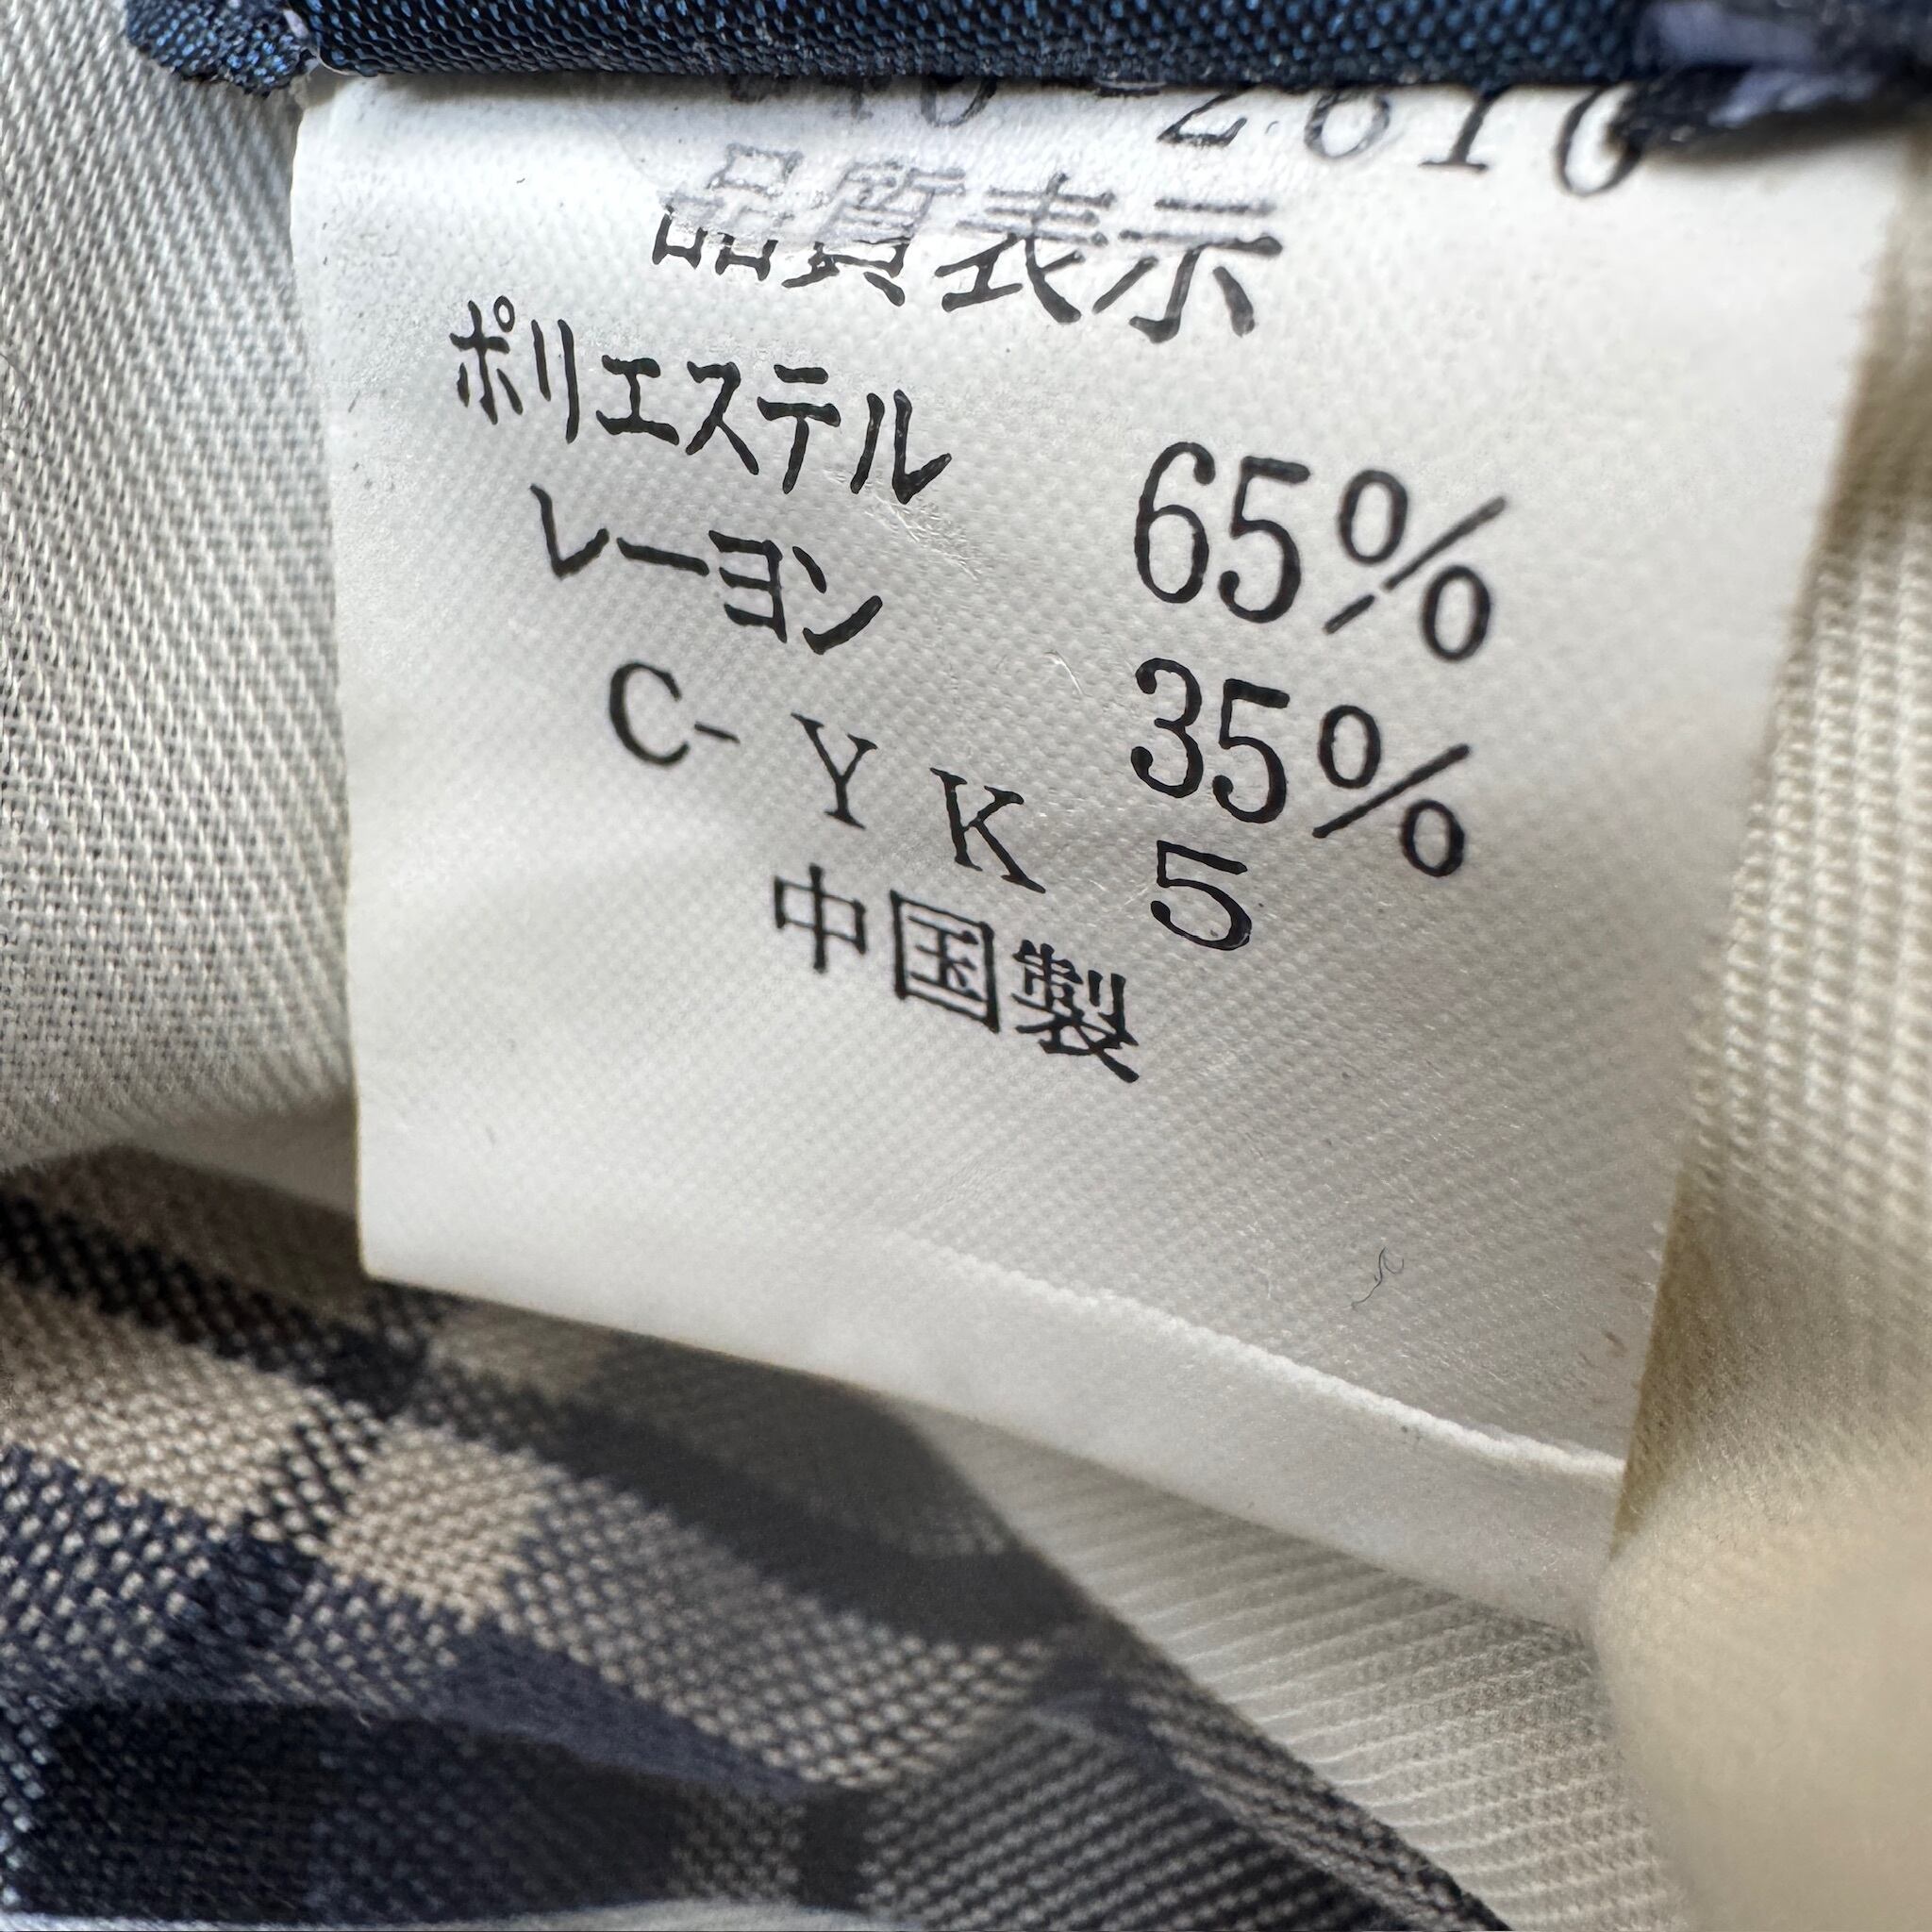 2610
品質表示
ポリエステル 65%
レーヨン 35%
C-YK 5
中国製